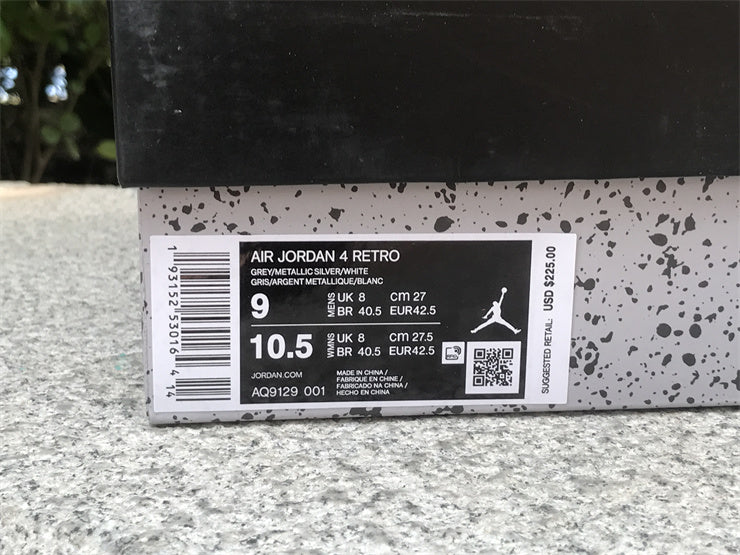 AIR JORDAN 4 RETRO
GREY/METALLIC SILVER/WHITE
GRIS/ARGENT METALLIQUE/BLANC
9 MENS UK 8 cm 27
BR 40.5 EUR42.5
10.5 WMNS UK 8 cm 27.5
BR 40.5 EUR42.5
JORDAN.COM
AQ9129 001
MADE IN CHINA /
FABRIQUE EN CHINE /
FABRICADO NA CHINA /
HECHO EN CHINA
1 93152 53016 4 14
SUGGESTED RETAIL: USD $225.00